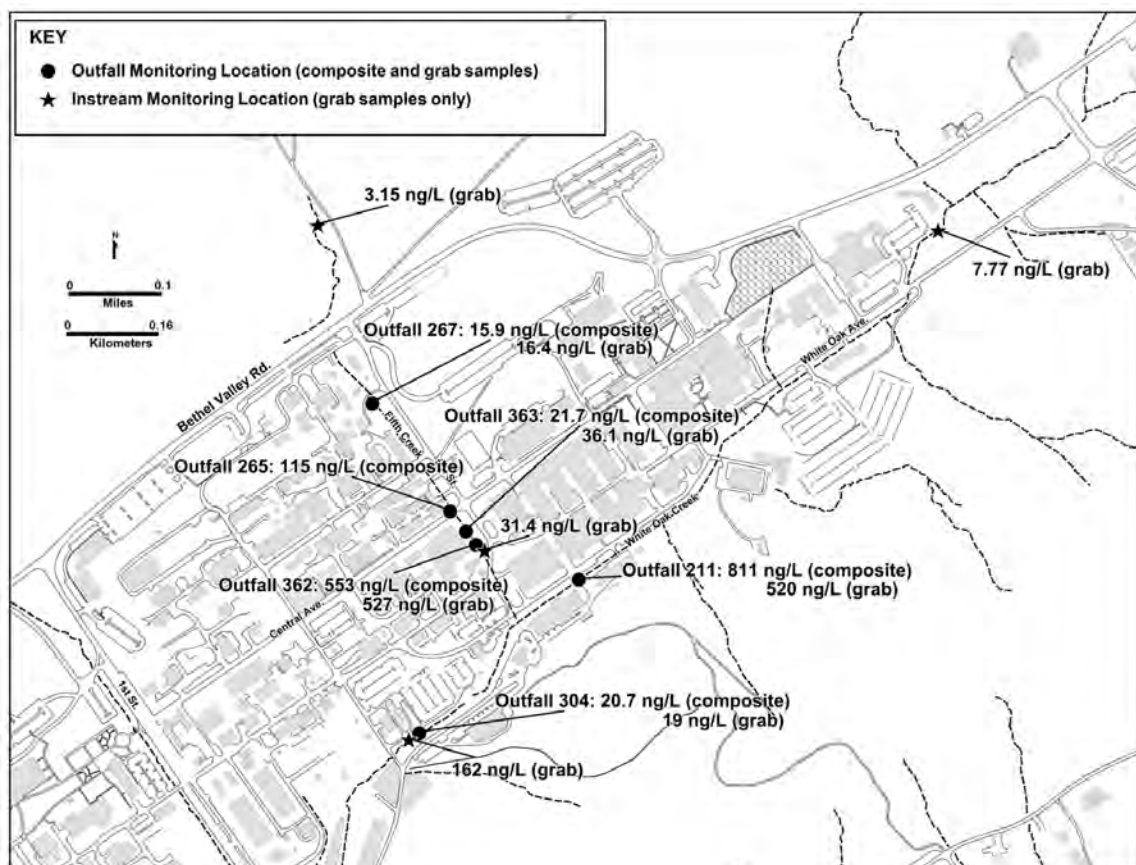 KEY
Outfall Monitoring Location (composite and grab samples)
Instream Monitoring Location (grab samples only)
3.15 ng/L (grab)
N
0 0.1
Miles
0 0.16
Kilometers
7.77 ng/L (grab)
Outfall 267: 15.9 ng/L (composite)
16.4 ng/L (grab)
White Oak Ave.
Bethel Valley Rd.
Fifth Creek
St.
Outfall 363: 21.7 ng/L (composite)
36.1 ng/L (grab)
Outfall 265: 115 ng/L (composite)
31.4 ng/L (grab)
White Oak Creek
Outfall 362: 553 ng/L (composite)
527 ng/L (grab)
Outfall 211: 811 ng/L (composite)
520 ng/L (grab)
Central Ave.
1st St.
Outfall 304: 20.7 ng/L (composite)
19 ng/L (grab)
162 ng/L (grab)